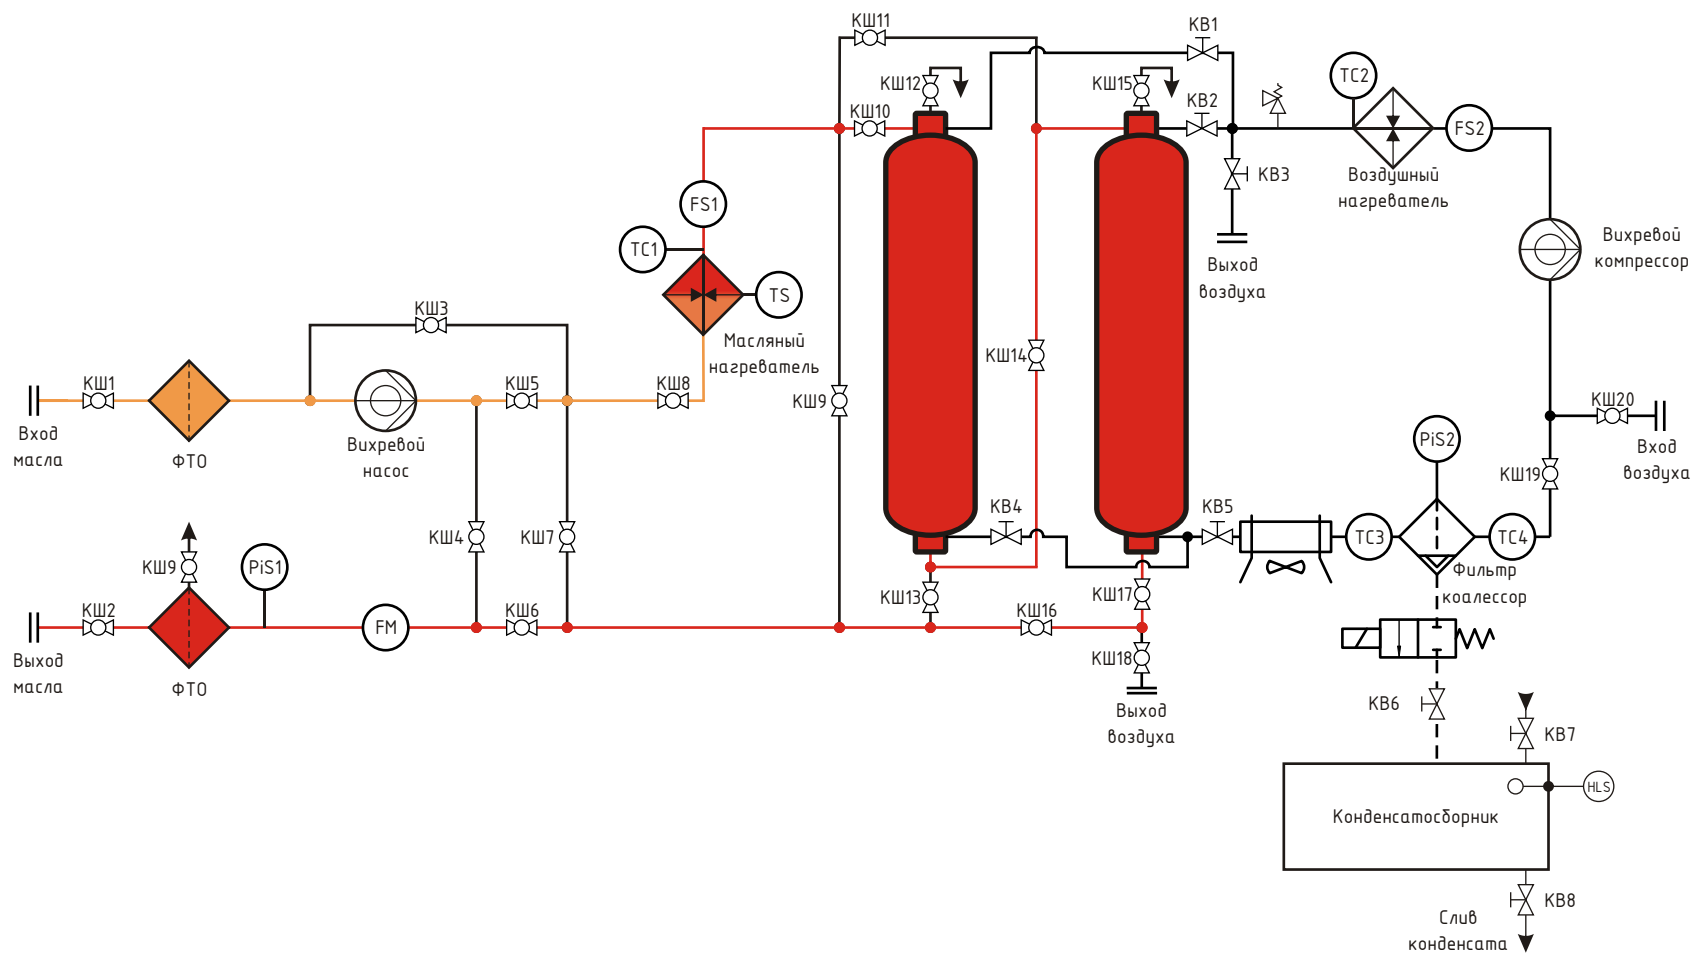 КШ11
КВ1
КШ12
КШ15
ТС2
КВ2
КШ10
FS2
КВ3
Воздушный
нагреватель
FS1
Вихревой
компрессор
ТС1
Выход
воздуха
TS
КШ3
Масляный
нагреватель
КШ14
КШ1
КШ5
КШ8
КШ9
КШ20
Вход
масла
ФТО
Вихревой
насос
PiS2
Вход
воздуха
КШ19
КВ4
КВ5
КШ4
КШ7
ТС3
ТС4
Фильтр
коалессор
КШ9
PiS1
КШ13
КШ17
КШ2
FM
КШ6
КШ16
Выход
масла
ФТО
КШ18
Выход
воздуха
КВ6
КВ7
HLS
Конденсатосборник
КВ8
Слив
конденсата